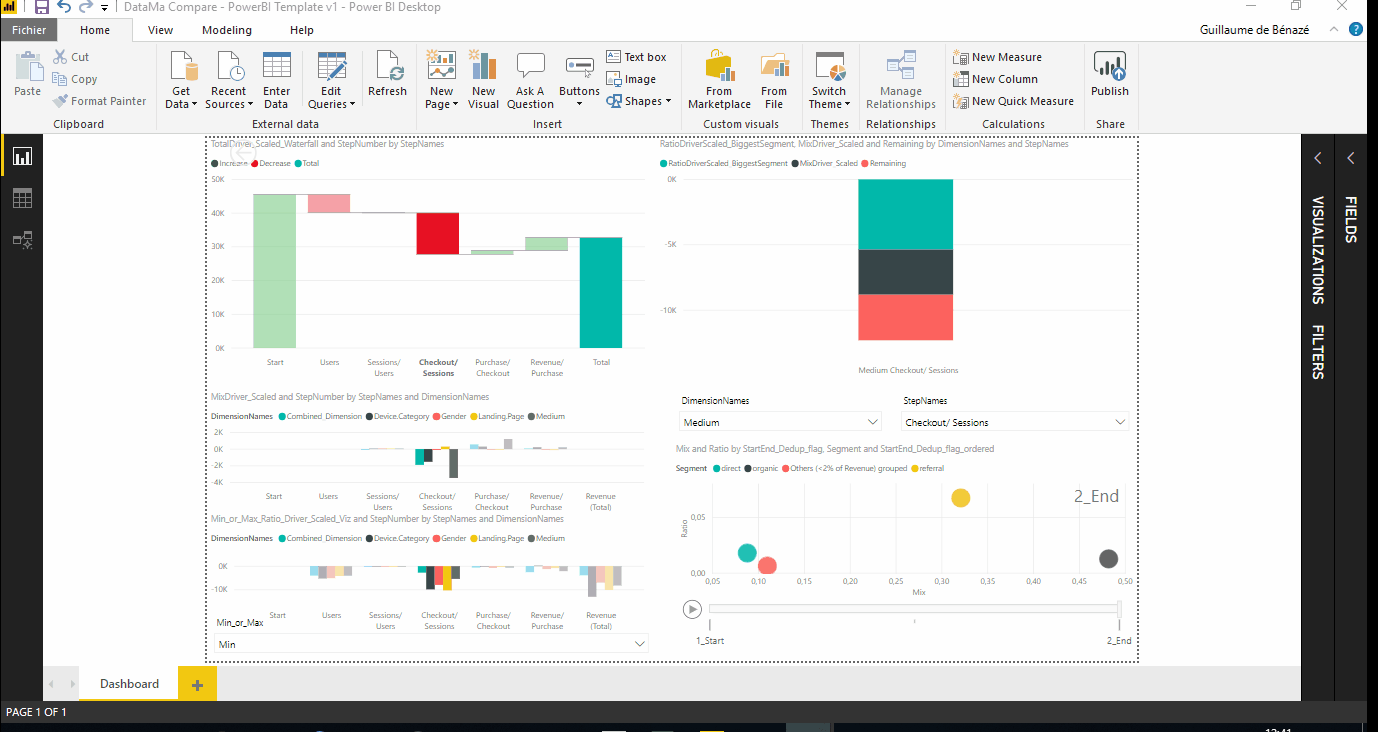 DataMa Compare - PowerBI Template v1 - Power BI Desktop
Fichier Home View Modeling Help Guillaume de Bénazé ?
Paste
Cut
Copy
Format Painter
Get Data
Recent Sources
Enter Data
Edit Queries
Refresh
New Page
New Visual
Ask A Question
Buttons
Text box
Image
Shapes
From Marketplace
From File
Switch Theme
Manage Relationships
New Measure
New Column
New Quick Measure
Publish
Clipboard External data Insert Custom visuals Themes Relationships Calculations Share
TotalDriver_Scaled_Waterfall and StepNumber by StepNames
Increase Decrease Total
50K
40K
30K
20K
10K
0K
Start Users Sessions/ Users Checkout/ Sessions Purchase/ Checkout Revenue/ Purchase Total
MixDriver_Scaled and StepNumber by StepNames and DimensionNames
DimensionNames Combined_Dimension Device.Category Gender Landing.Page Medium
2K
0K
-2K
-4K
Start Users Sessions/ Users Checkout/ Sessions Purchase/ Checkout Revenue/ Purchase Revenue (Total)
Min_or_Max_Ratio_Driver_Scaled_Viz and StepNumber by StepNames and DimensionNames
DimensionNames Combined_Dimension Device.Category Gender Landing.Page Medium
0K
-10K
Start Users Sessions/ Users Checkout/ Sessions Purchase/ Checkout Revenue/ Purchase Revenue (Total)
Min_or_Max
Min
RatioDriverScaled_BiggestSegment, MixDriver_Scaled and Remaining by DimensionNames and StepNames
RatioDriverScaled_BiggestSegment MixDriver_Scaled Remaining
0K
-5K
-10K
Medium Checkout/ Sessions
DimensionNames StepNames
Medium Checkout/ Sessions
Mix and Ratio by StartEnd_Dedup_flag, Segment and StartEnd_Dedup_flag_ordered
Segment direct organic Others (<2% of Revenue) grouped referral
2_End
Ratio
0,05
0,00
0,05 0,10 0,15 0,20 0,25 0,30 0,35 0,40 0,45 0,50
Mix
1_Start 2_End
VISUALIZATIONS
FILTERS
FIELDS
Dashboard +
PAGE 1 OF 1